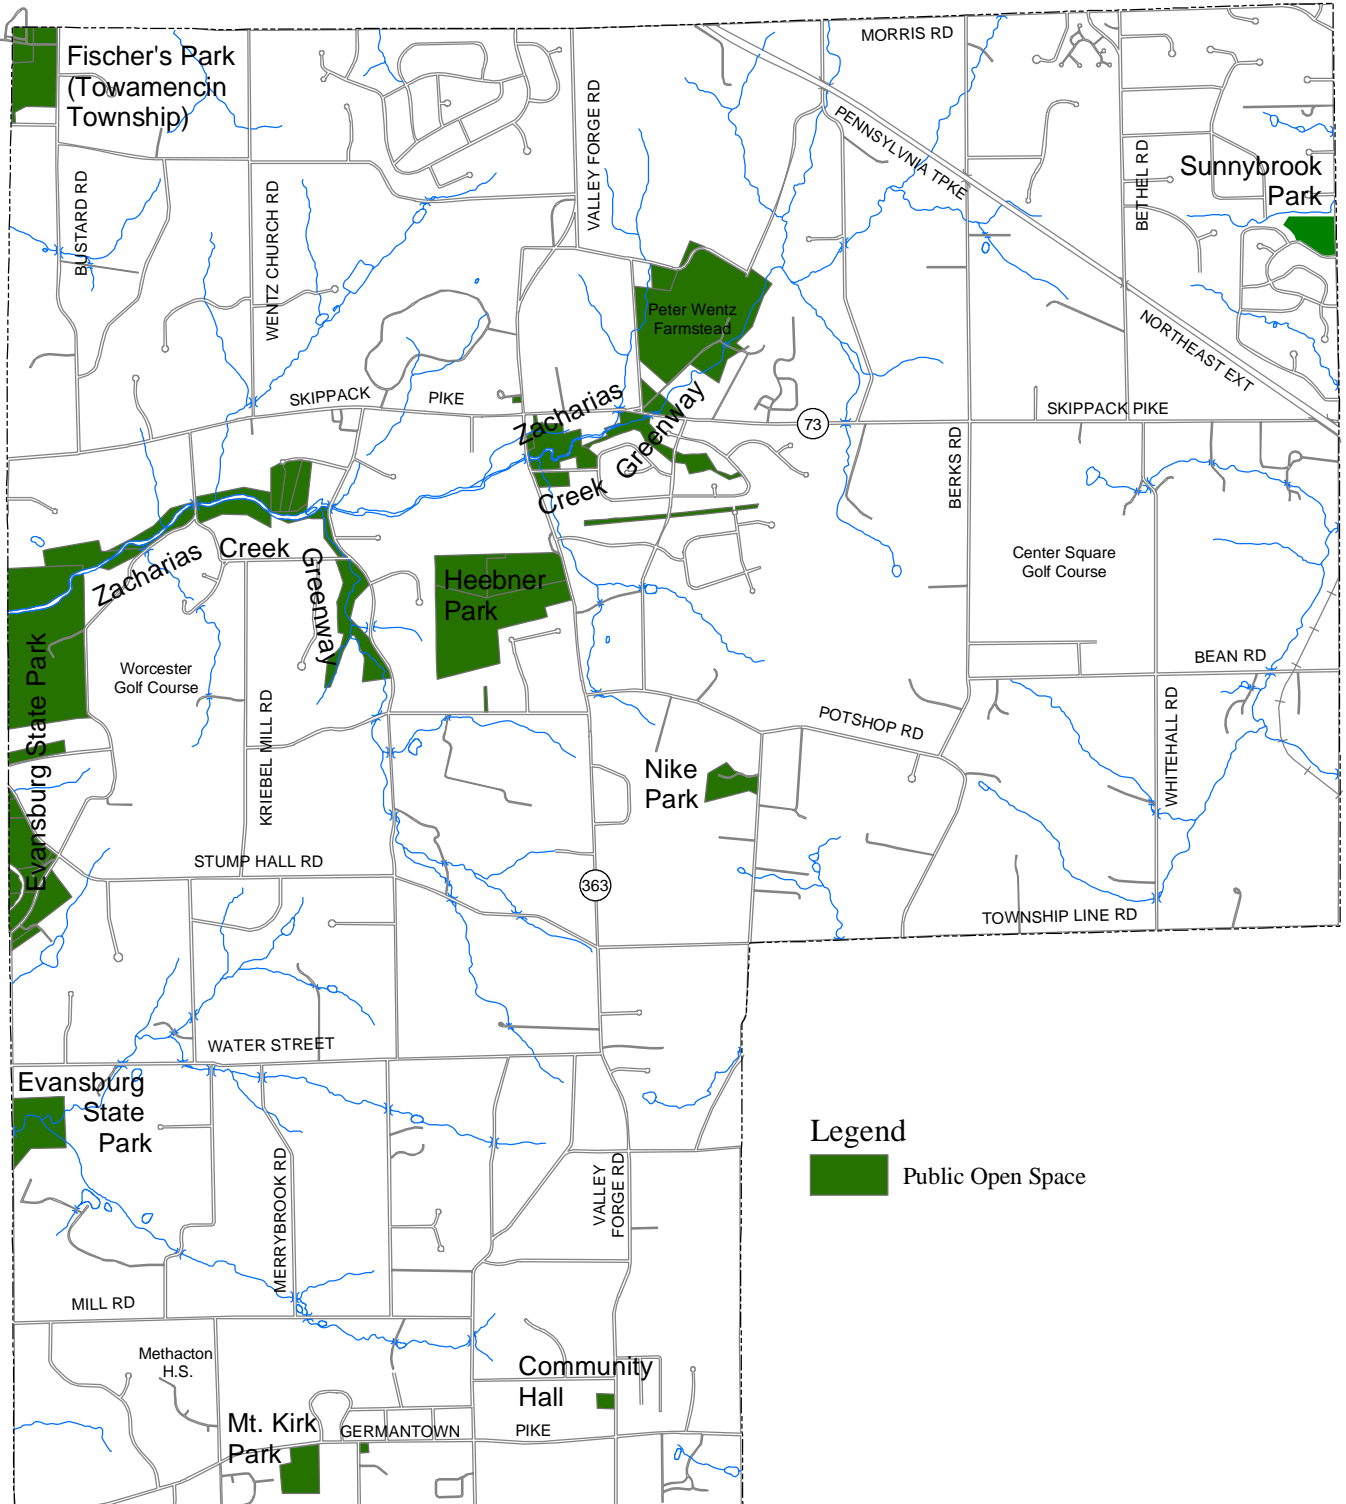 MORRIS RD
Fischer's Park
(Towamencin
Township)
VALLEY FORGE RD
PENNSYLVNIA TPKE
BETHEL RD
Sunnybrook
Park
BUSTARD RD
WENTZ CHURCH RD
Peter Wentz
Farmstead
NORTHEAST EXT
SKIPPACK
PIKE
SKIPPACK PIKE
Zacharias
Creek
Greenway
73
BERKS RD
Center Square
Golf Course
Zacharias
Creek
Greenway
Heebner
Park
Evansburg State Park
Worcester
Golf Course
BEAN RD
KRIEBEL MILL RD
POTSHOP RD
WHITEHALL RD
Nike
Park
STUMP HALL RD
363
TOWNSHIP LINE RD
WATER STREET
Evansburg
State
Park
Legend
Public Open Space
MERRYBROOK RD
VALLEY
FORGE RD
MILL RD
Methacton
H.S.
Community
Hall
Mt. Kirk
Park
GERMANTOWN
PIKE